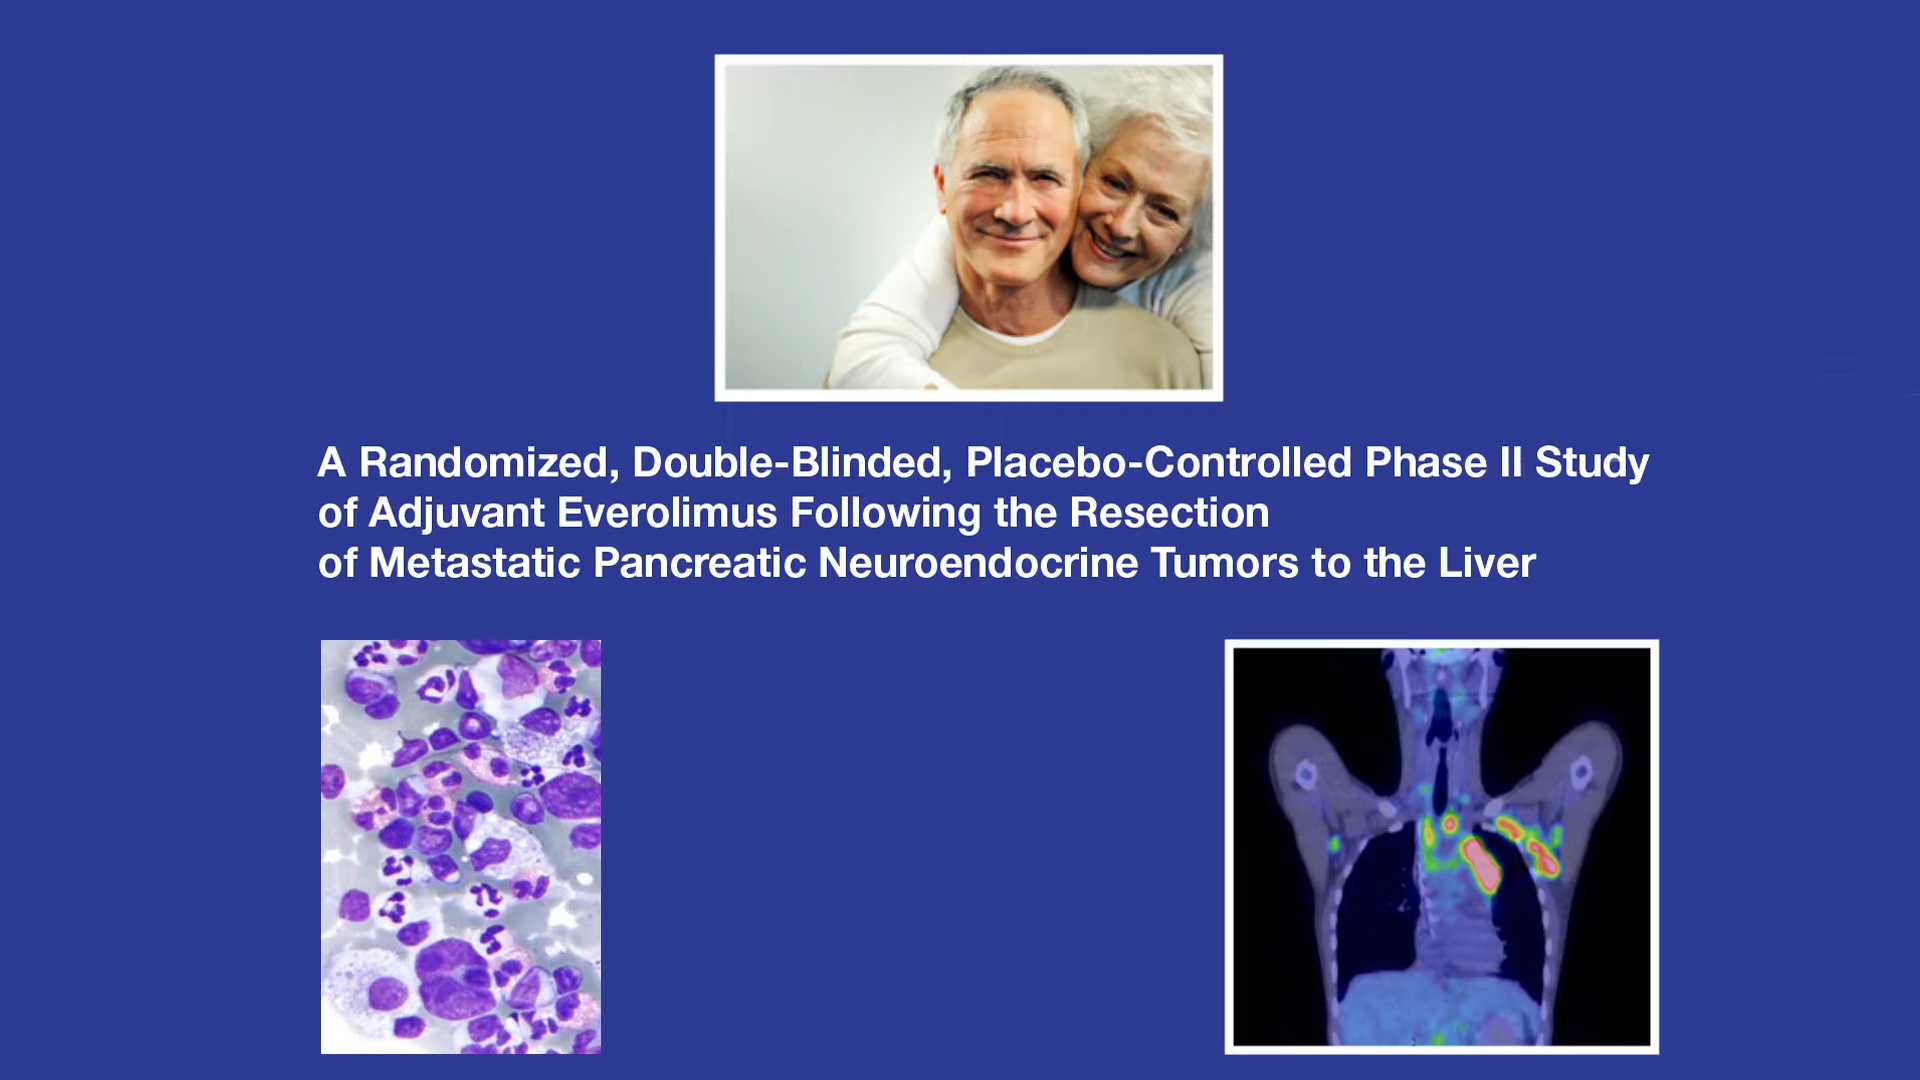 A Randomized, Double-Blinded, Placebo-Controlled Phase II Study
of Adjuvant Everolimus Following the Resection
of Metastatic Pancreatic Neuroendocrine Tumors to the Liver